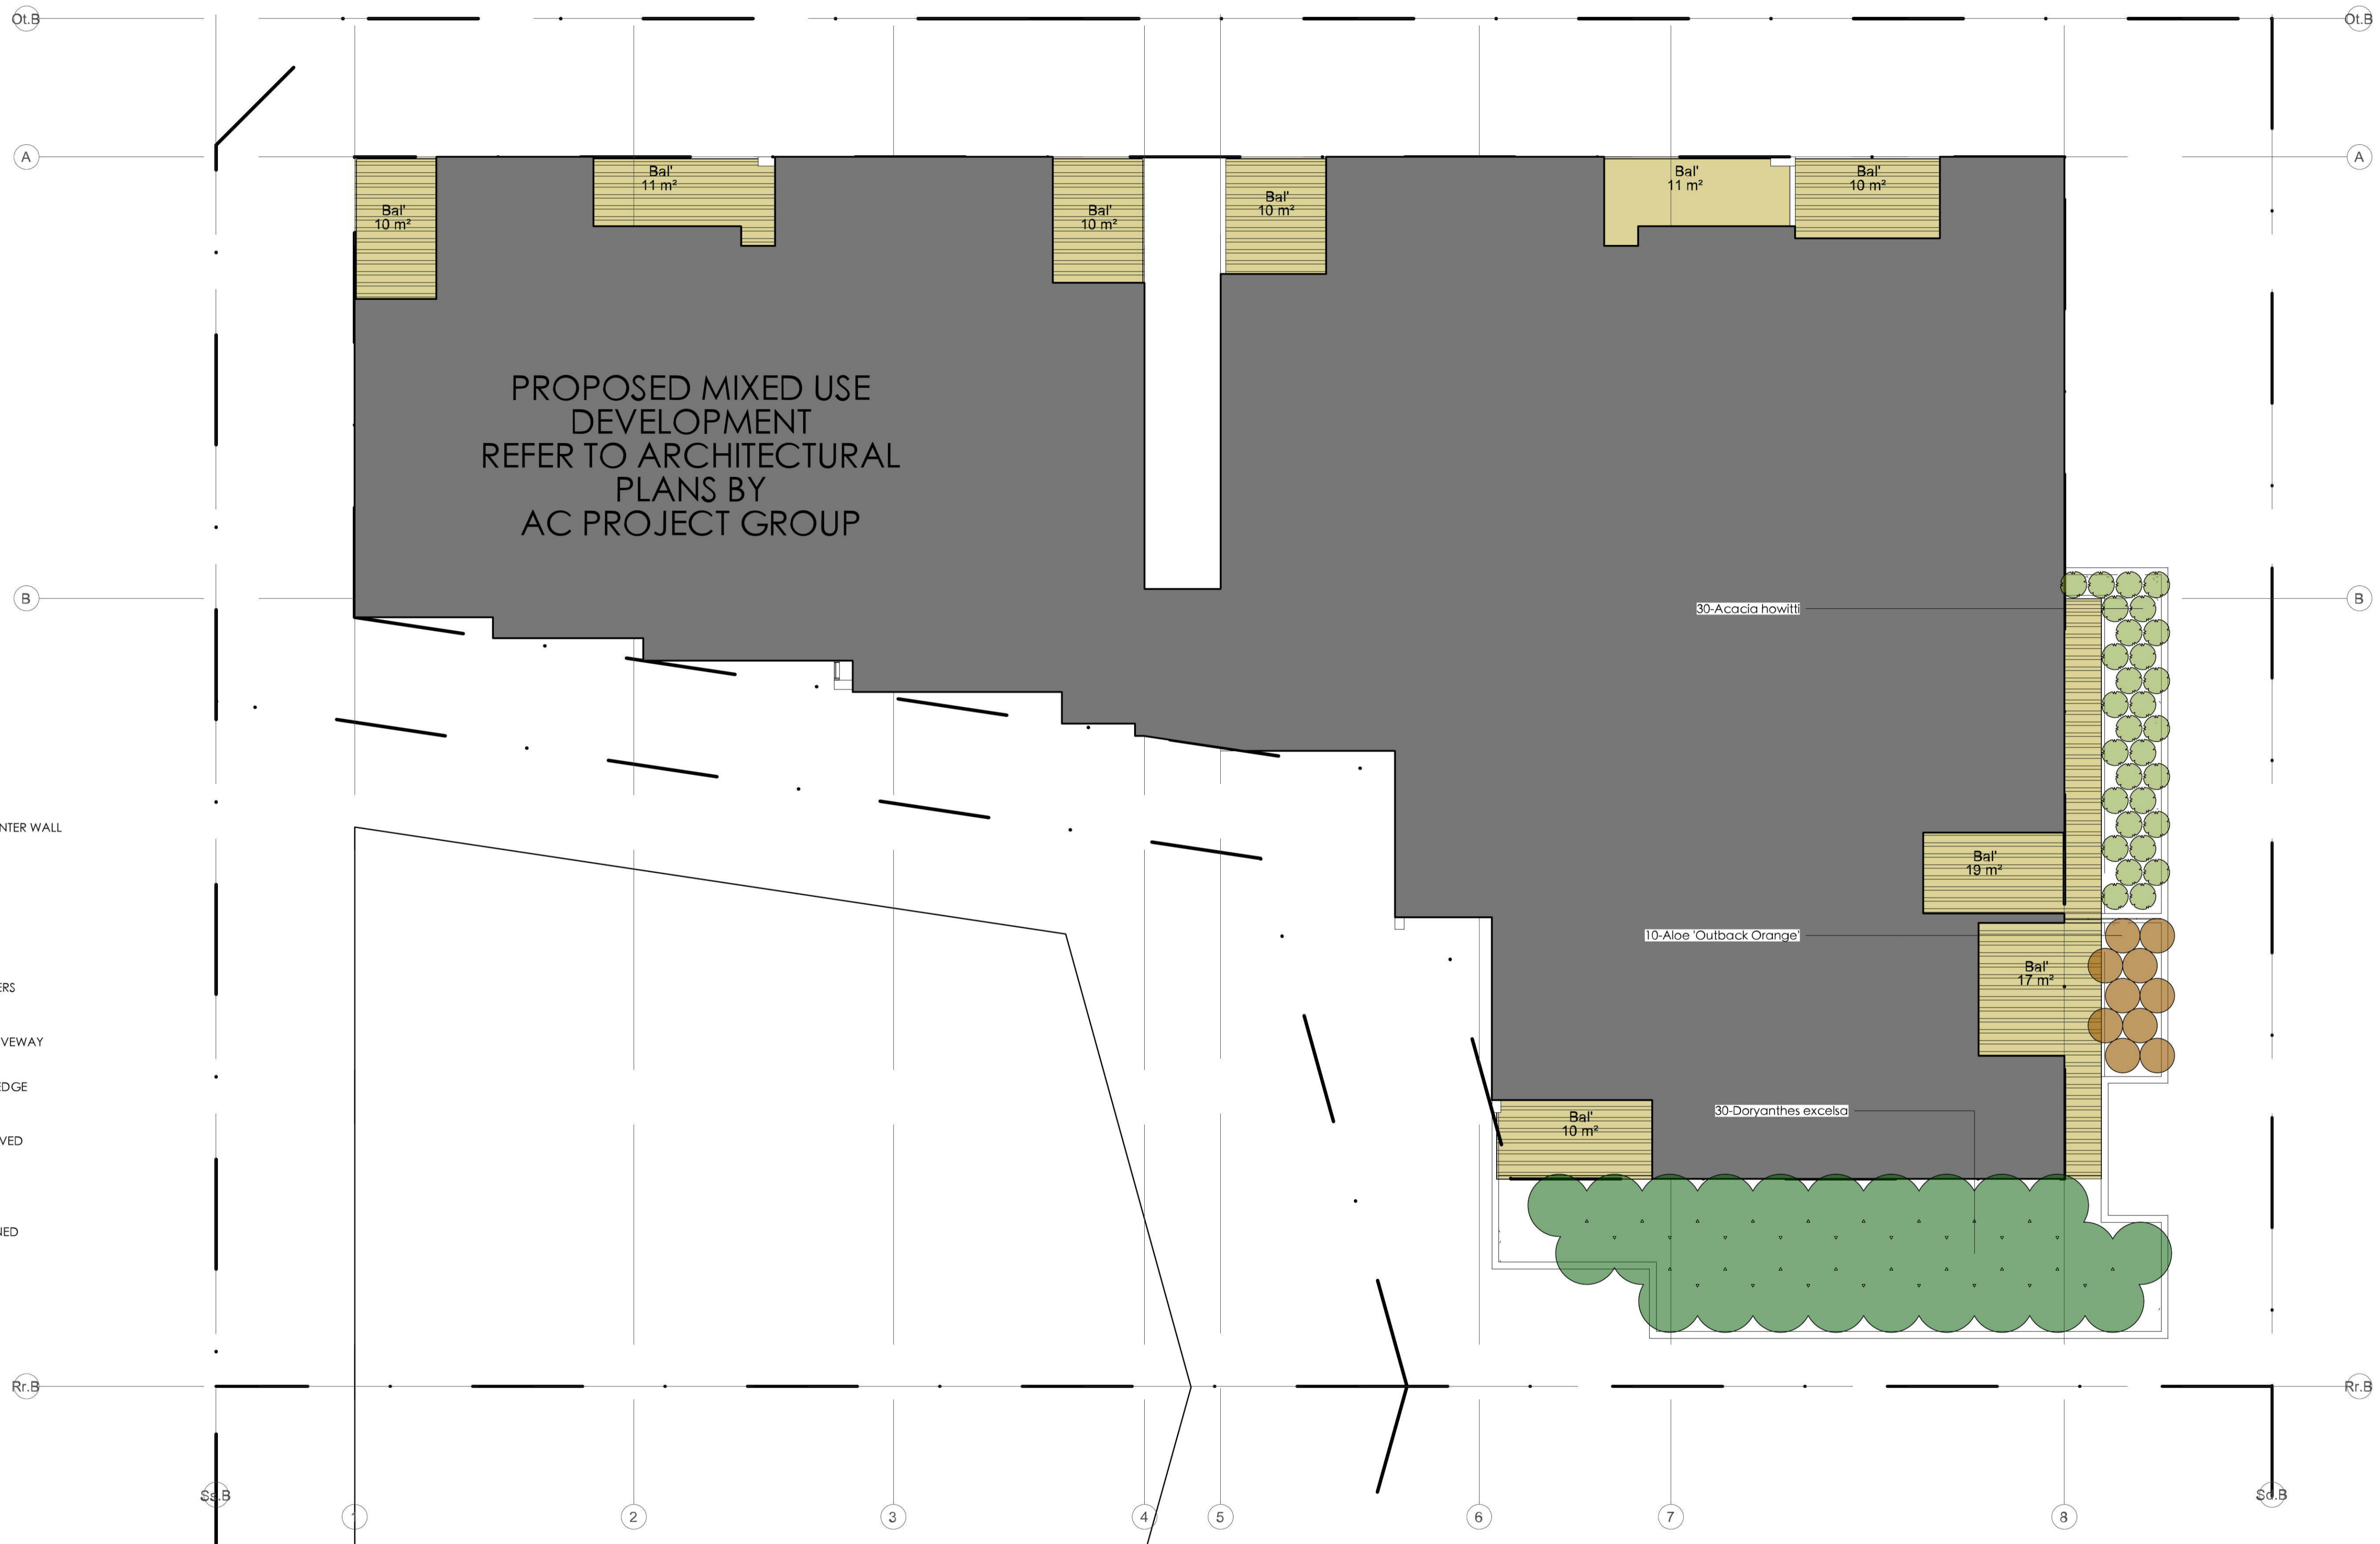 Ot.B
Ot.B
A
A
Bal'
11 m²
Bal'
11 m²
Bal'
10 m²
Bal'
10 m²
Bal'
10 m²
Bal'
10 m²
PROPOSED MIXED USE
DEVELOPMENT
REFER TO ARCHITECTURAL
PLANS BY
AC PROJECT GROUP
B
B
30-Acacia howitti
NTER WALL
Bal'
19 m²
10-Aloe 'Outback Orange'
Bal'
17 m²
ERS
VEWAY
EDGE
30-Doryanthes excelsa
Bal'
10 m²
VED
NED
Rr.B
Rr.B
Ss.B
Sd.B
1
2
3
4
5
6
7
8